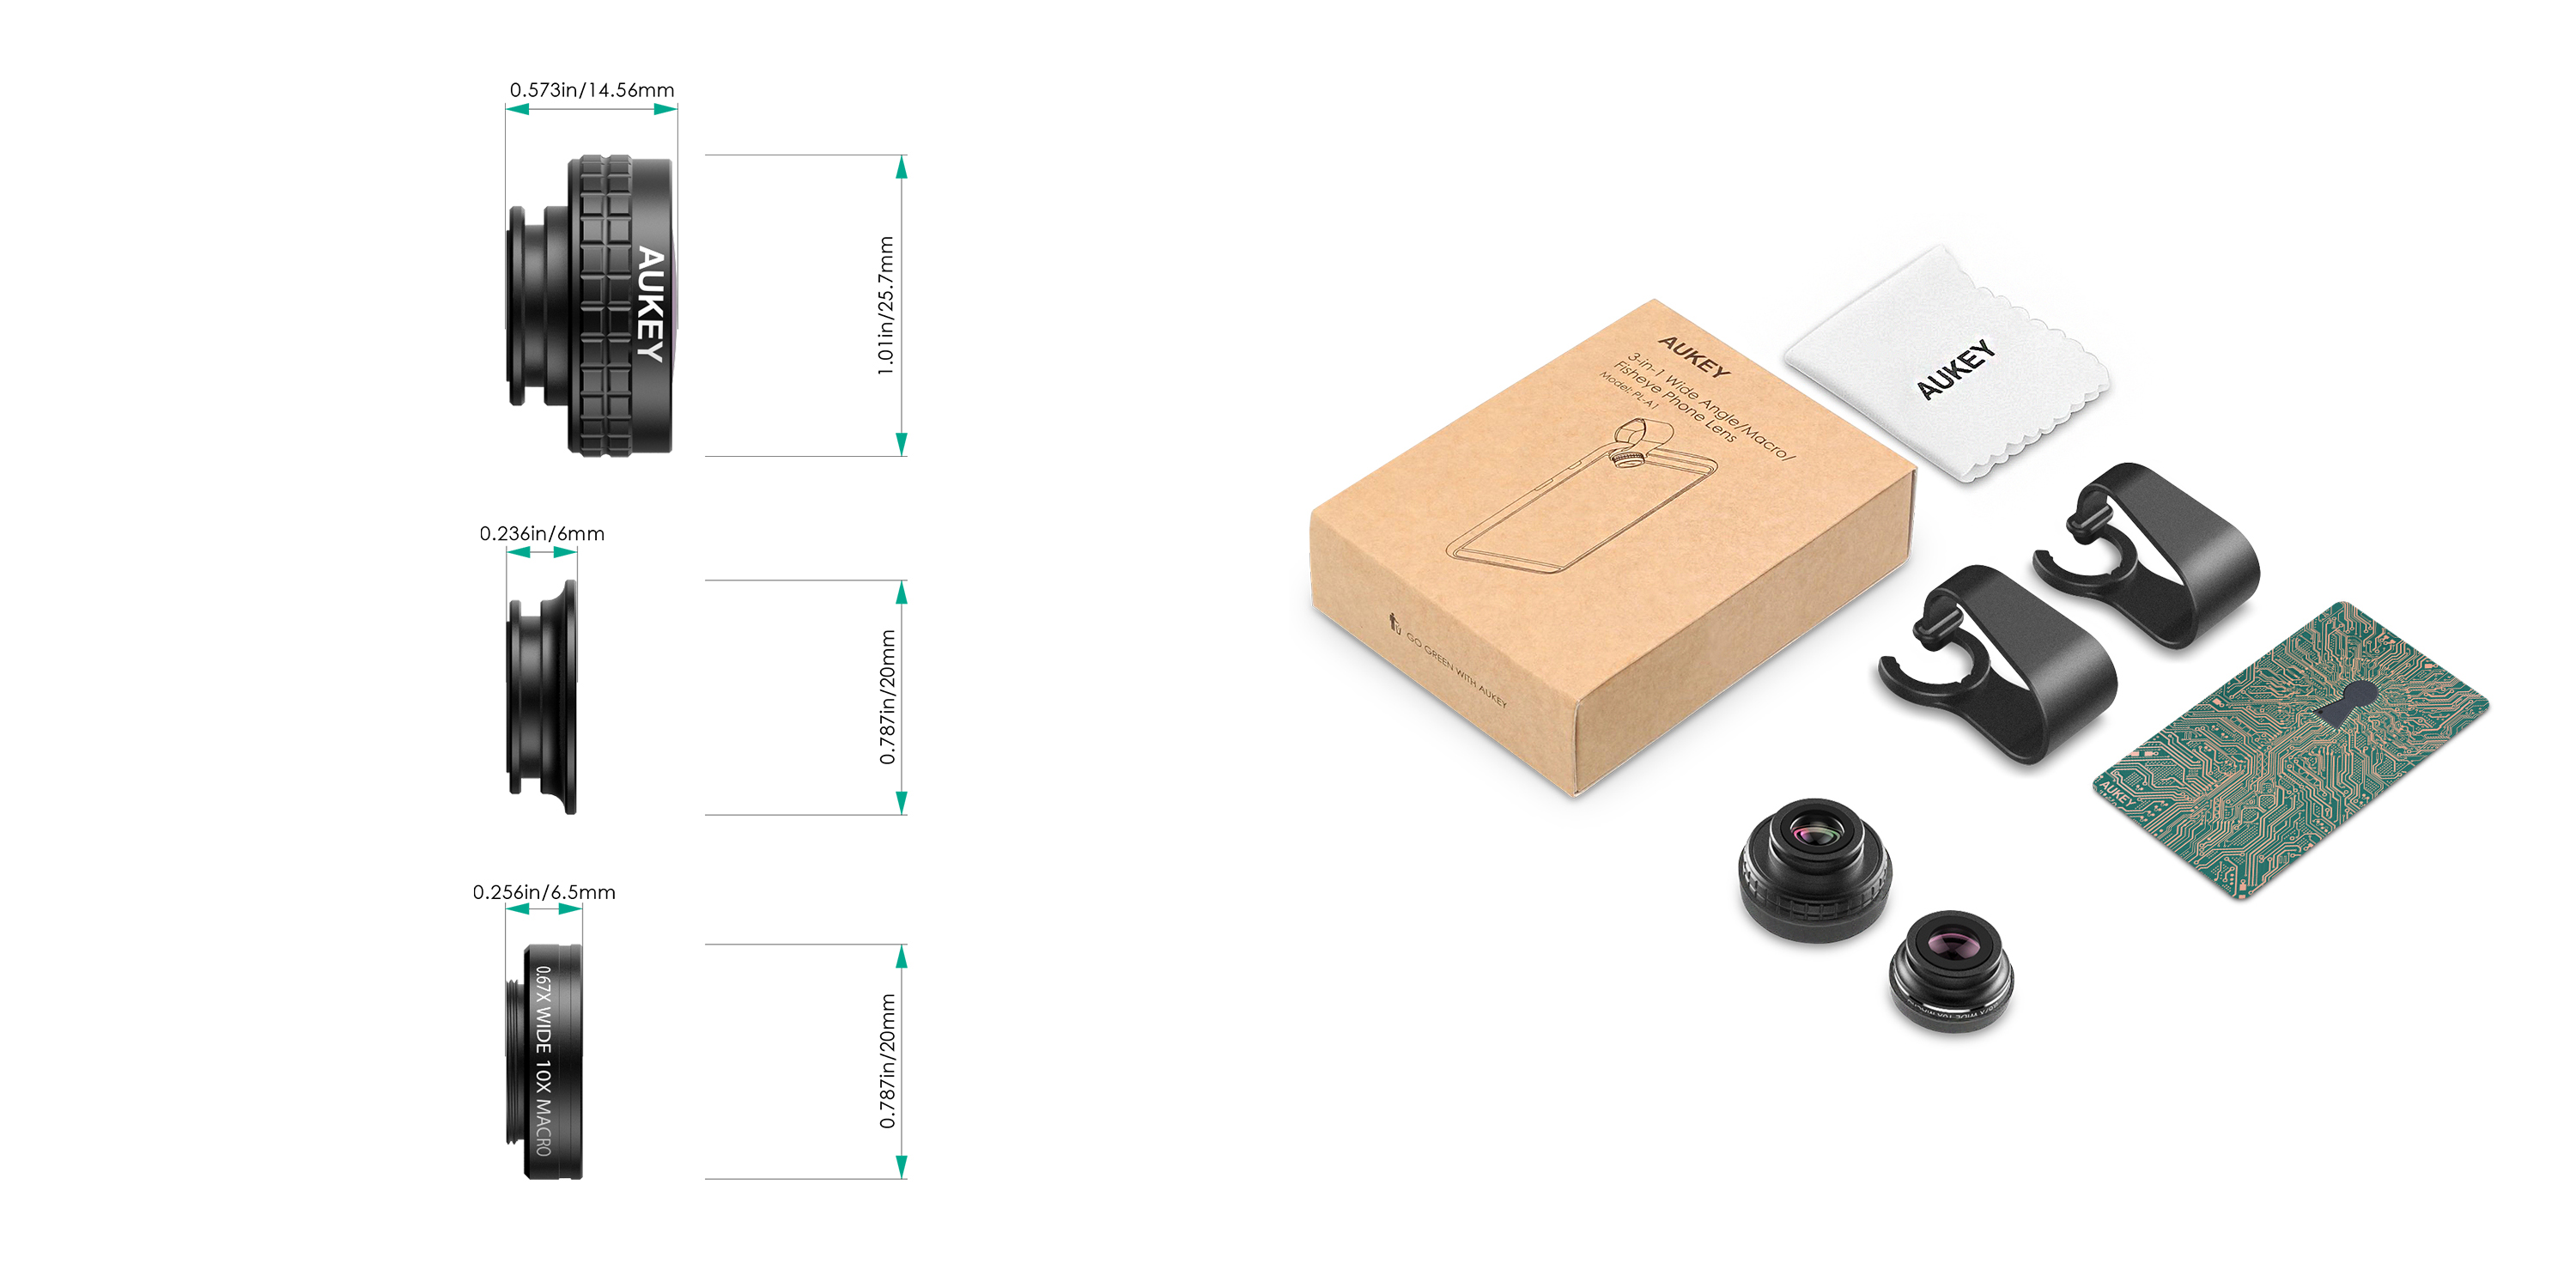 0.573in/14.56mm
AUKEY
1.01in/25.7mm
0.236in/6mm
0.787in/20mm
0.256in/6.5mm
0.67X WIDE 10X MACRO
0.787in/20mm
AUKEY
3-in-1 Wide Angle/Macro/
Fisheye Phone Lens
Model: PL-A1
GO GREEN WITH AUKEY
AUKEY
AUKEY